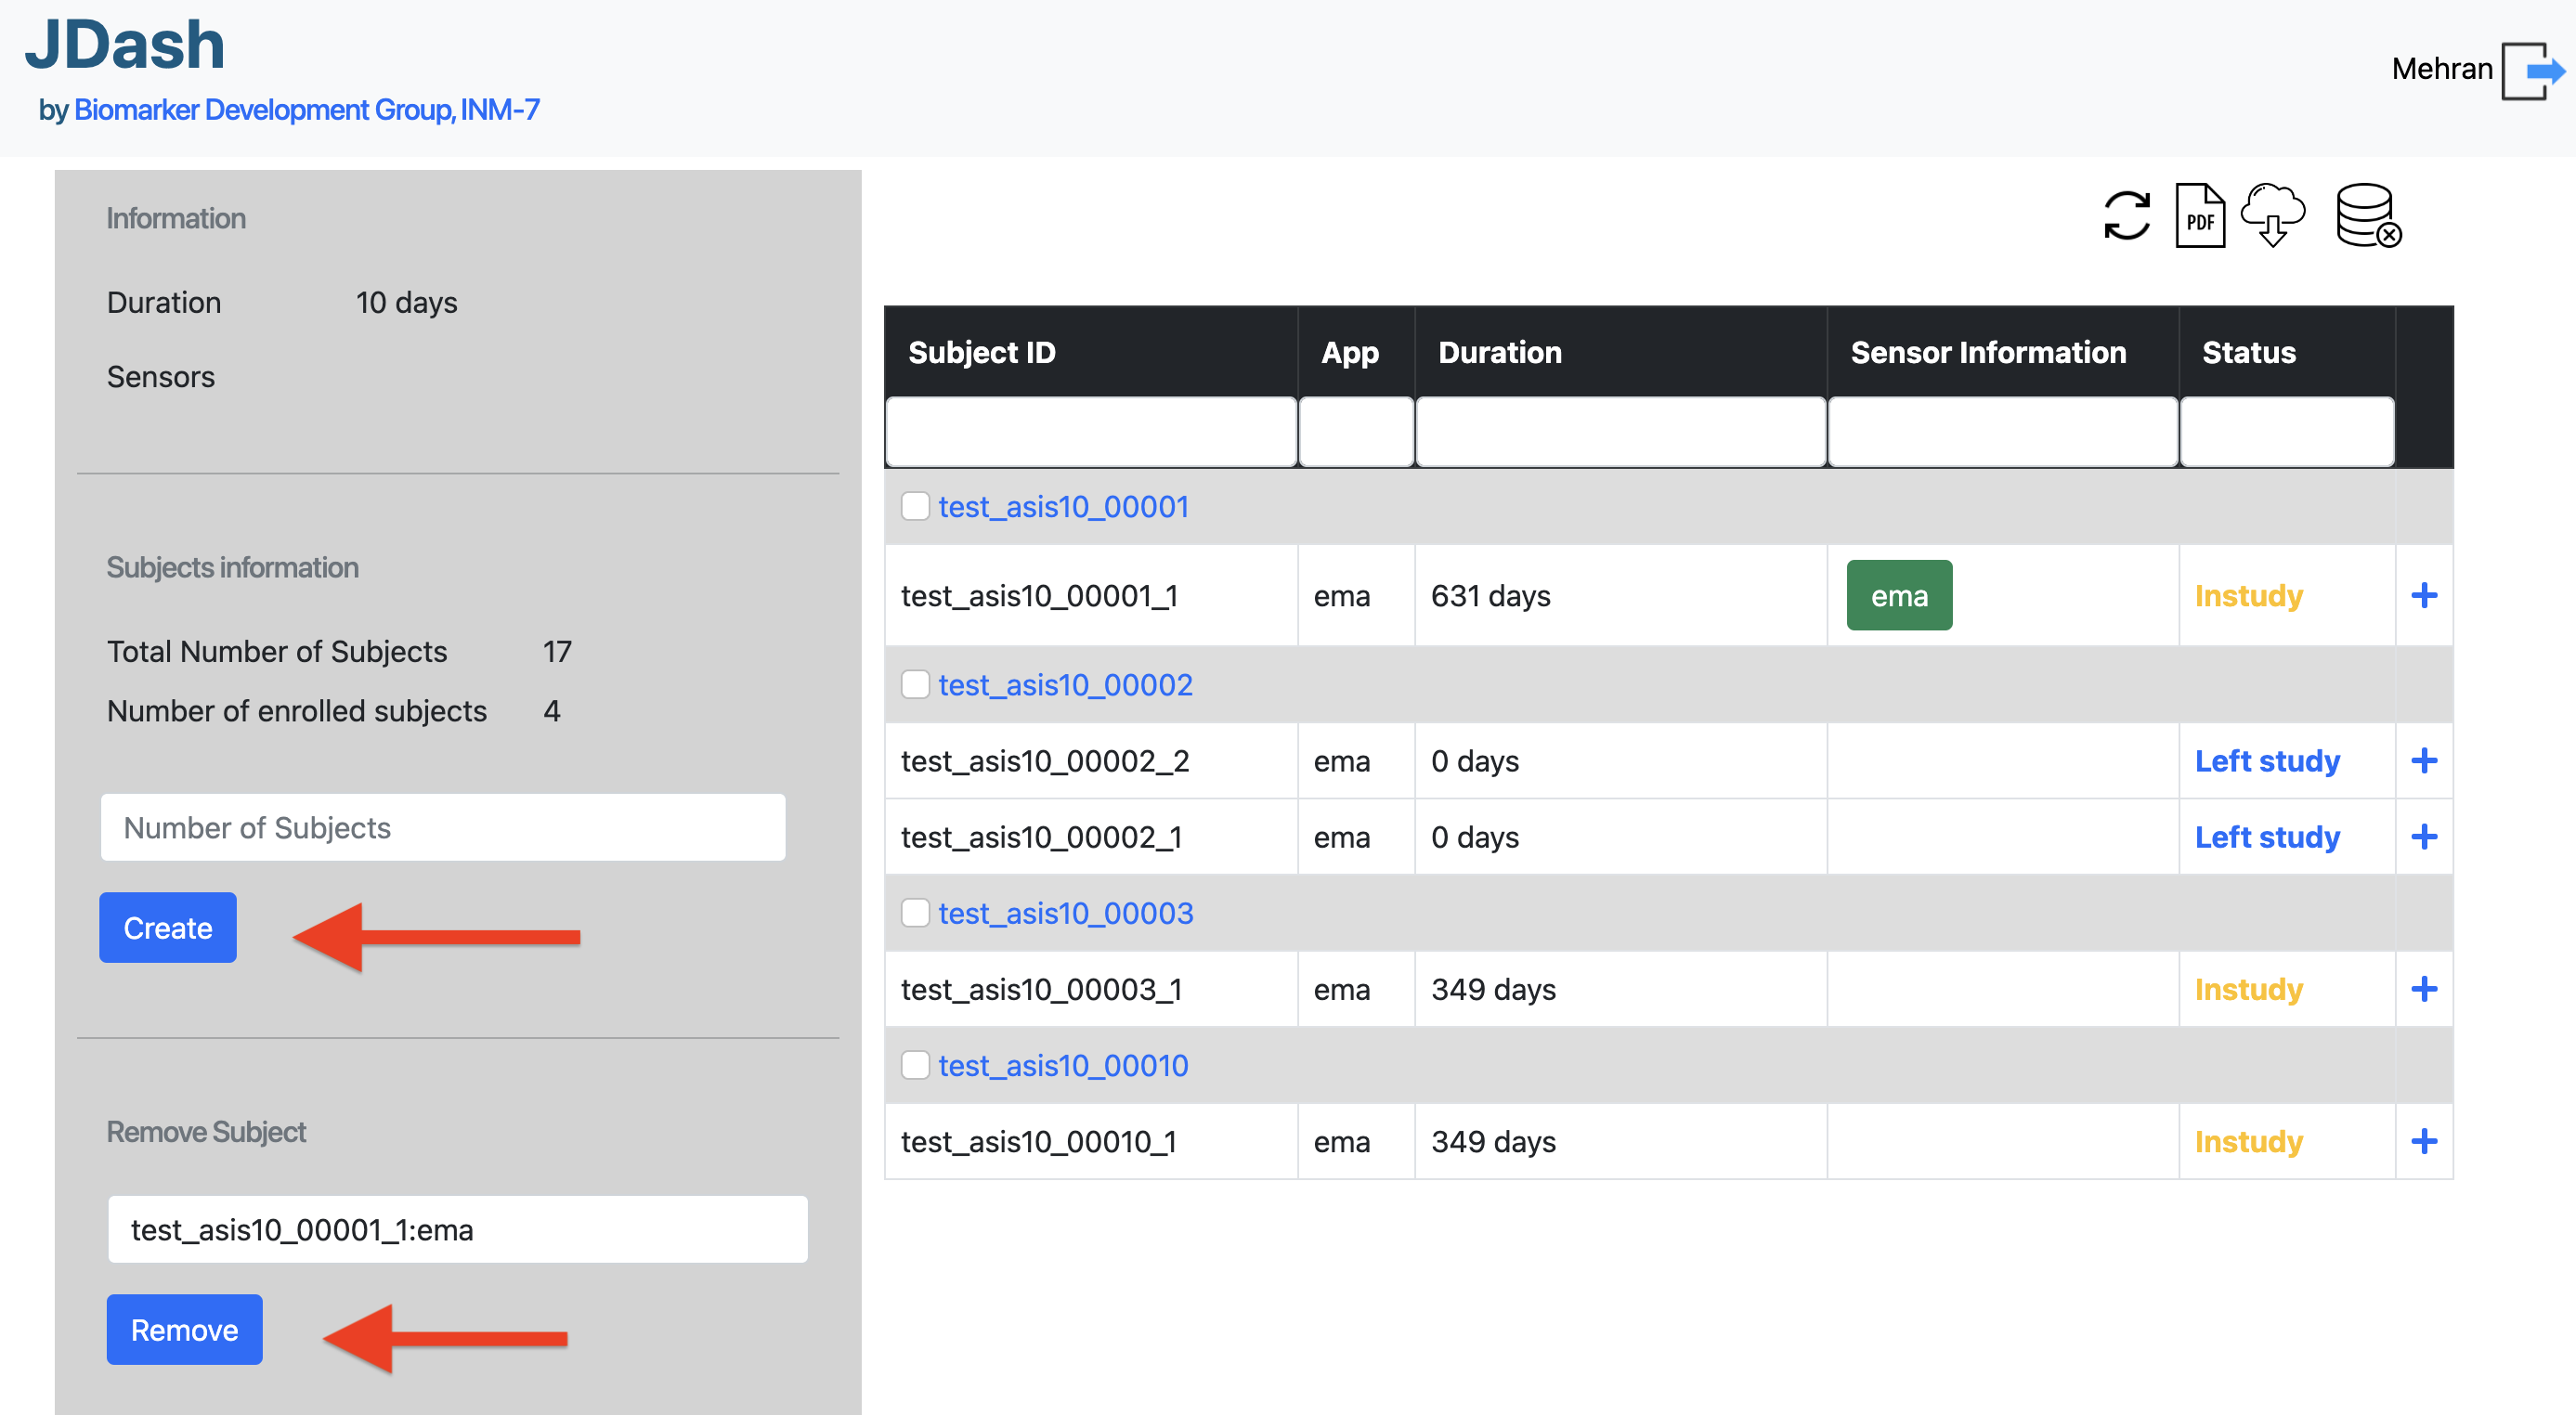 JDash
by Biomarker Development Group, INM-7
Mehran
Information
Duration 10 days
Sensors
Subjects information
Total Number of Subjects 17
Number of enrolled subjects 4
Number of Subjects
Create
Remove Subject
test_asis10_00001_1:ema
Remove
PDF
Subject ID App Duration Sensor Information Status
test_asis10_00001
test_asis10_00001_1 ema 631 days ema Instudy +
test_asis10_00002
test_asis10_00002_2 ema 0 days Left study +
test_asis10_00002_1 ema 0 days Left study +
test_asis10_00003
test_asis10_00003_1 ema 349 days Instudy +
test_asis10_00010
test_asis10_00010_1 ema 349 days Instudy +